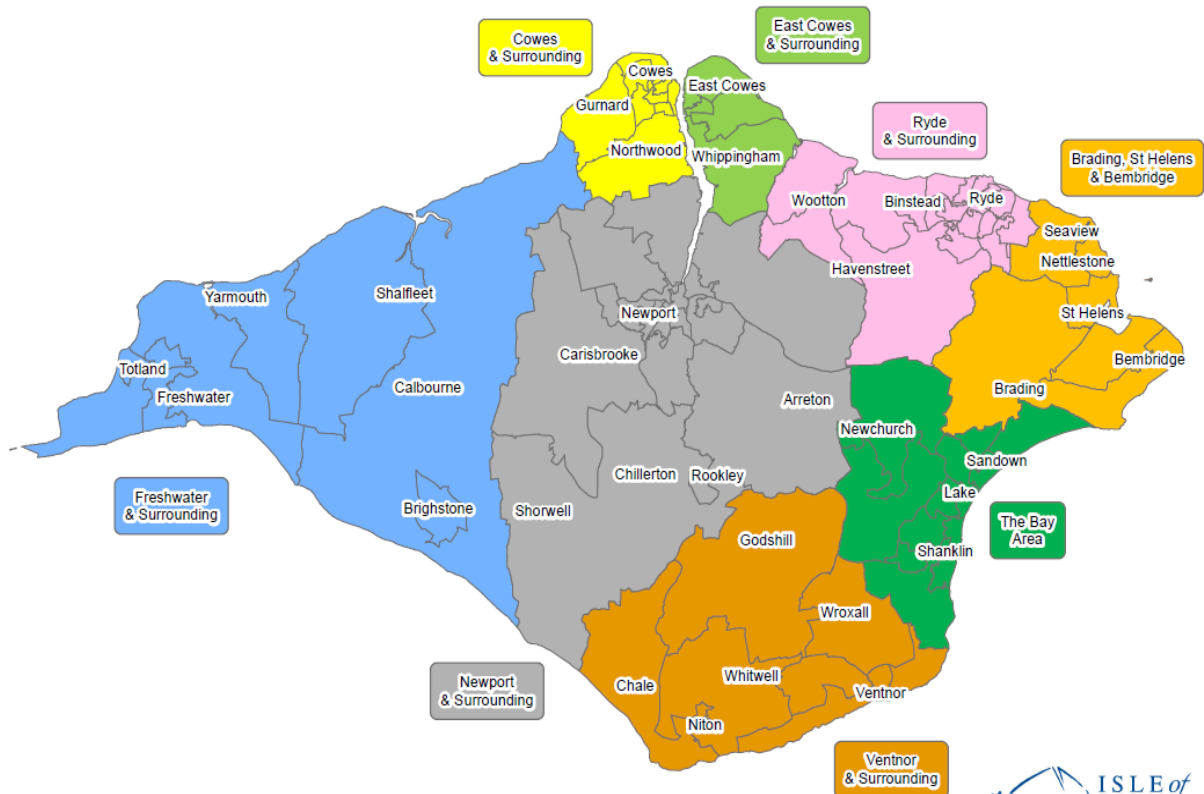 Cowes
& Surrounding
East Cowes
& Surrounding
Cowes
East Cowes
Gurnard
Ryde
& Surrounding
Northwood
Whippingham
Brading, St Helens
& Bembridge
Wootton
Binstead
Ryde
Seaview
Nettlestone
Havenstreet
Shalfleet
Yarmouth
Newport
St Helens
Carisbrooke
Bembridge
Totland
Calbourne
Brading
Freshwater
Arreton
Newchurch
Sandown
Chillerton
Rookley
Lake
Freshwater
& Surrounding
Brighstone
Shorwell
The Bay
Area
Godshill
Shanklin
Wroxall
Newport
& Surrounding
Chale
Whitwell
Ventnor
Niton
Ventnor
& Surrounding
ISLE of